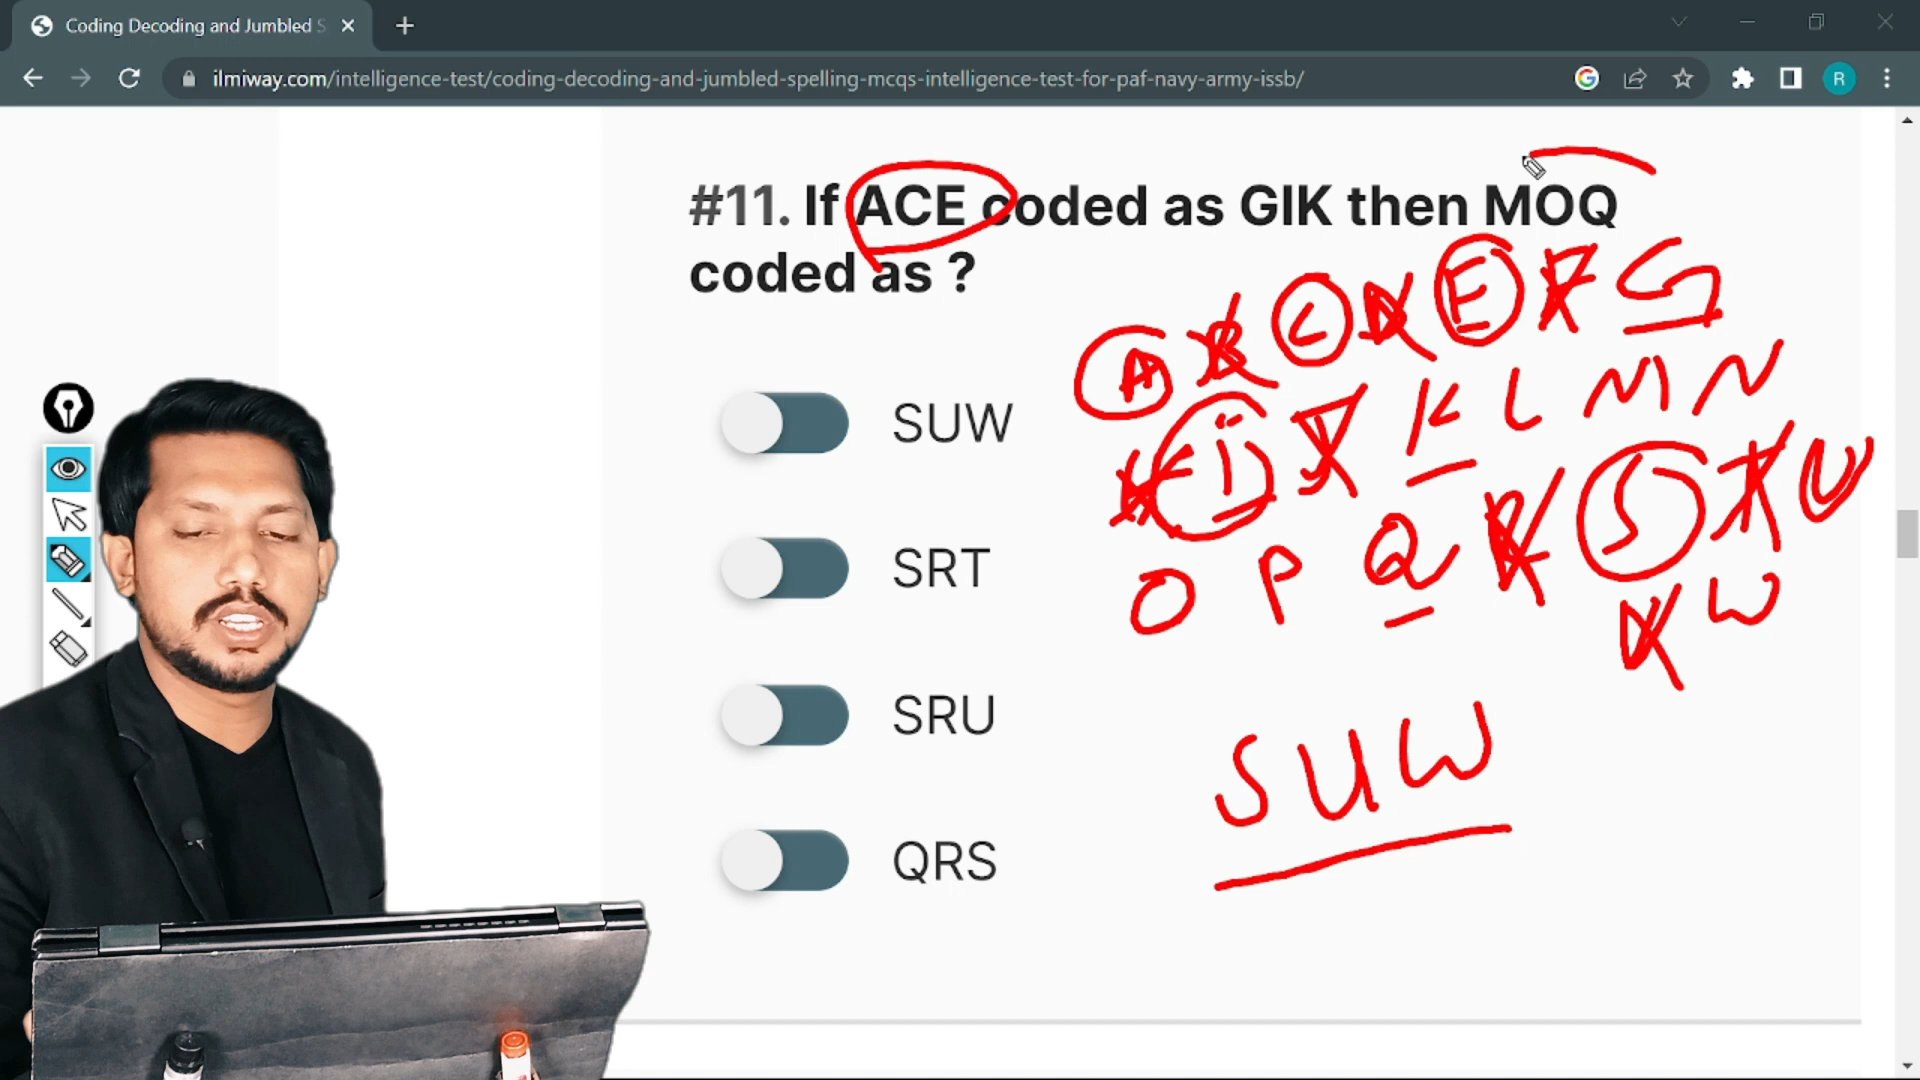 Coding Decoding and Jumbled S
ilmiway.com/intelligence-test/coding-decoding-and-jumbled-spelling-mcqs-intelligence-test-for-paf-navy-army-issb/
R
#11. If ACE coded as GIK then MOQ
coded as ?
A B C D E F G
H i J K L M N
O P Q R S T U
V W
SUW
SRT
SRU
QRS
SUW